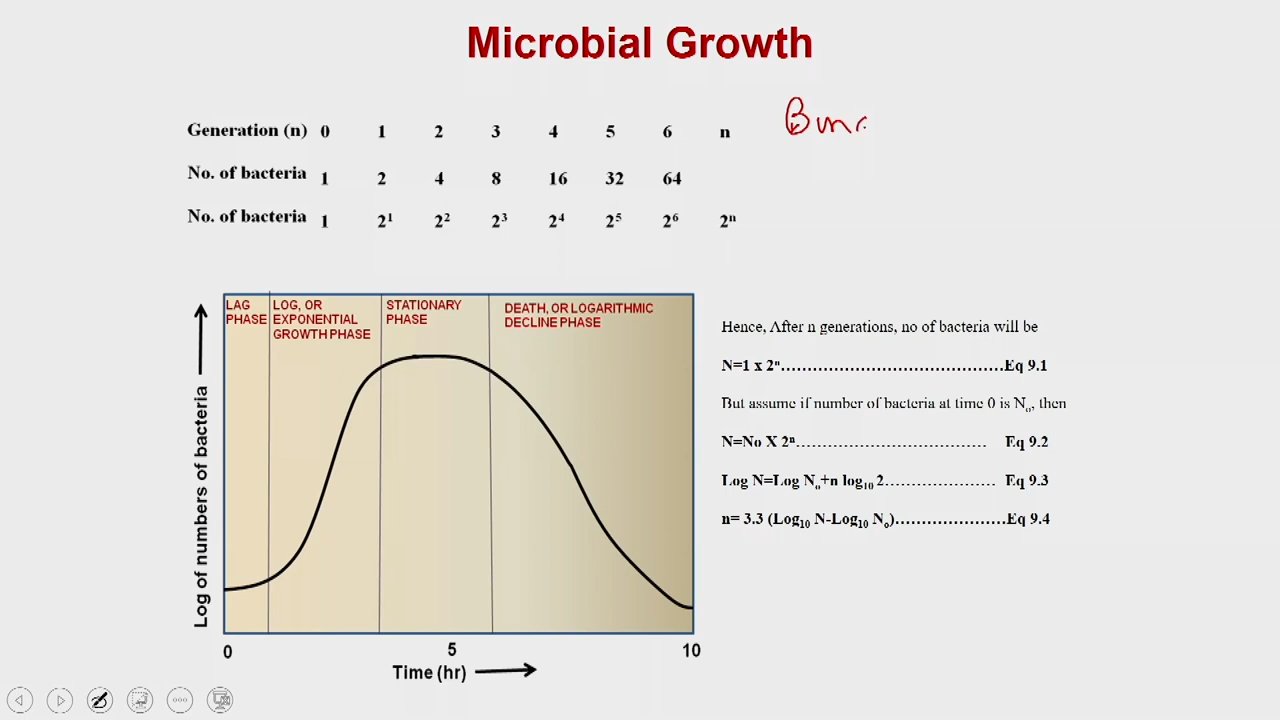 Microbial Growth
Generation (n) 0 1 2 3 4 5 6 n
No. of bacteria 1 2 4 8 16 32 64
No. of bacteria 1 2¹ 2² 2³ 2⁴ 2⁵ 2⁶ 2ⁿ
LAG PHASE
LOG, OR EXPONENTIAL GROWTH PHASE
STATIONARY PHASE
DEATH, OR LOGARITHMIC DECLINE PHASE
Log of numbers of bacteria
0 5 10
Time (hr)
Hence, After n generations, no of bacteria will be
N=1 x 2ⁿ..........................................Eq 9.1
But assume if number of bacteria at time 0 is Nₒ, then
N=No X 2ⁿ................................... Eq 9.2
Log N=Log Nₒ+n log₁₀ 2.................... Eq 9.3
n= 3.3 (Log₁₀ N-Log₁₀ Nₒ).....................Eq 9.4